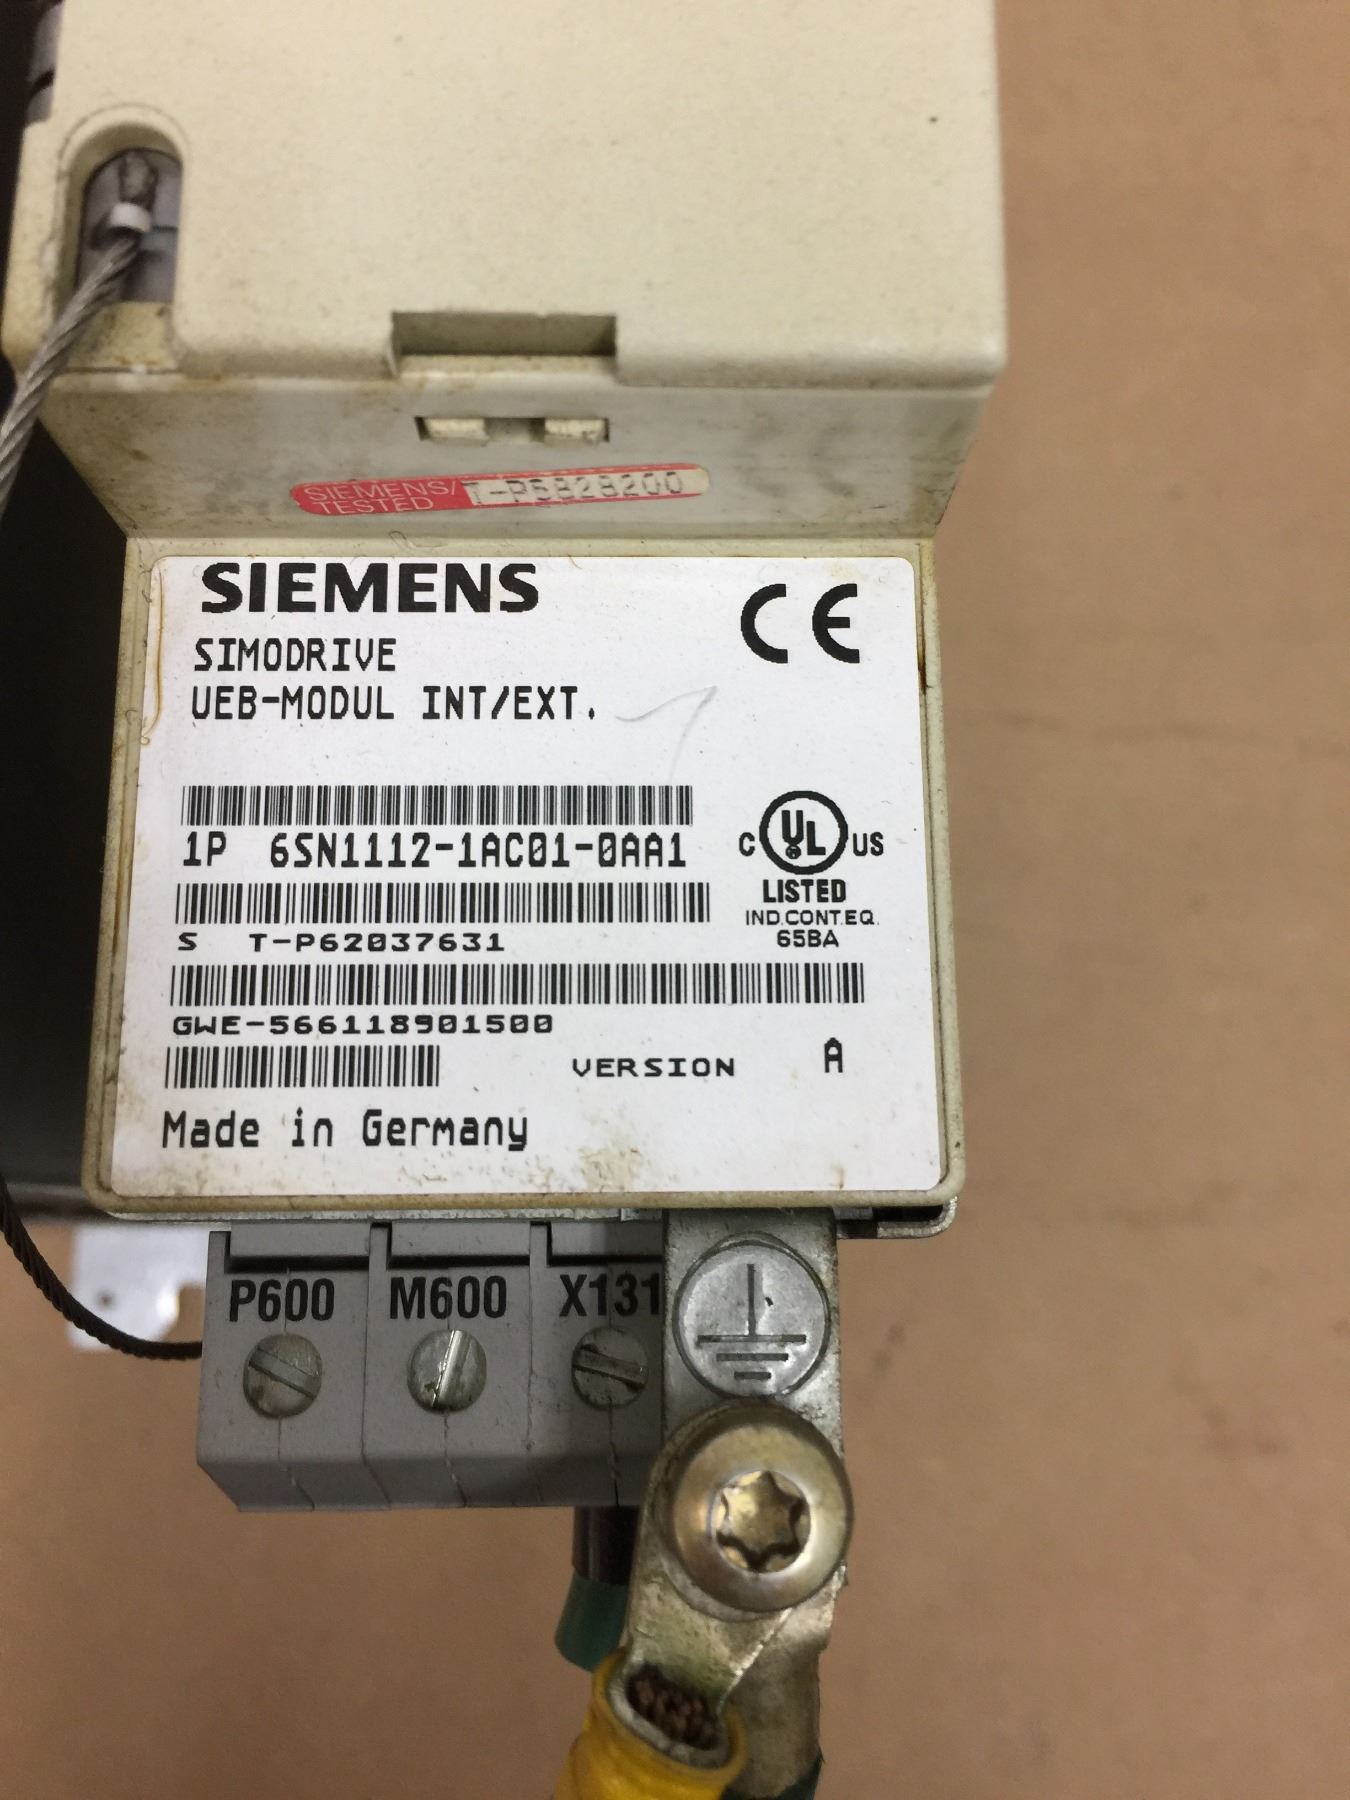 SIEMENS/ T-P6828200
TESTED
SIEMENS
CE
SIMODRIVE
UEB-MODUL INT/EXT.
1P 6SN1112-1AC01-0AA1
C UL US
LISTED
IND.CONT.EQ.
65BA
S T-P62037631
GWE-566118901500
VERSION A
Made in Germany
P600 M600 X131